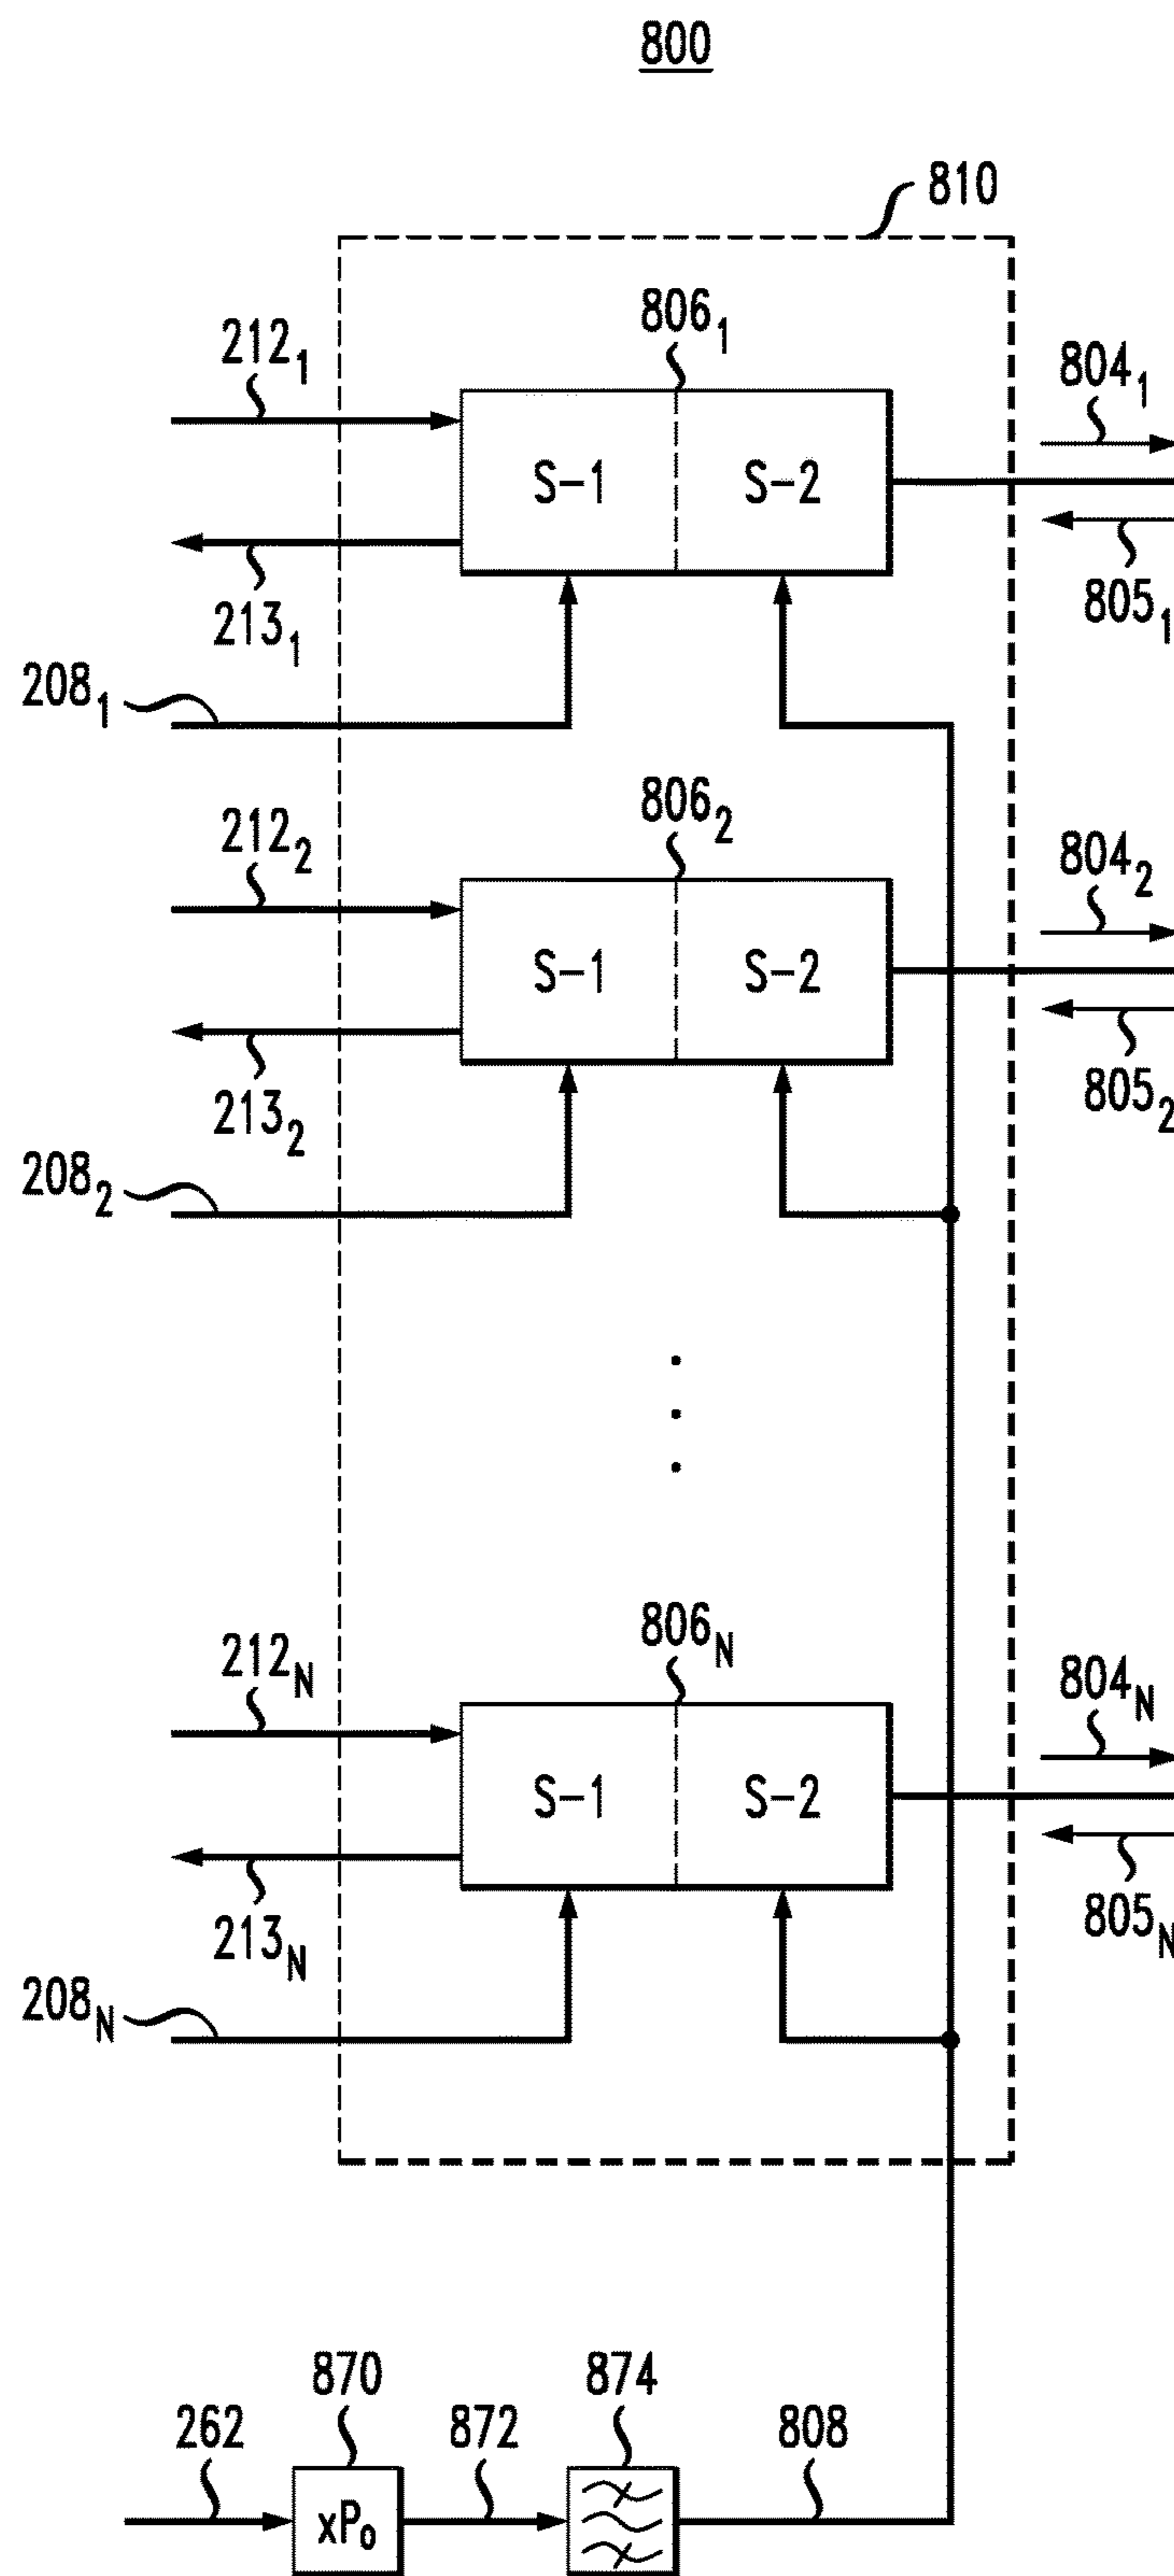 800
810
806₁
212₁
804₁
S-1 S-2
213₁
805₁
208₁
806₂
212₂
804₂
S-1 S-2
213₂
805₂
208₂
806N
212N
804N
S-1 S-2
213N
805N
208N
870
874
262
872
808
xP₀